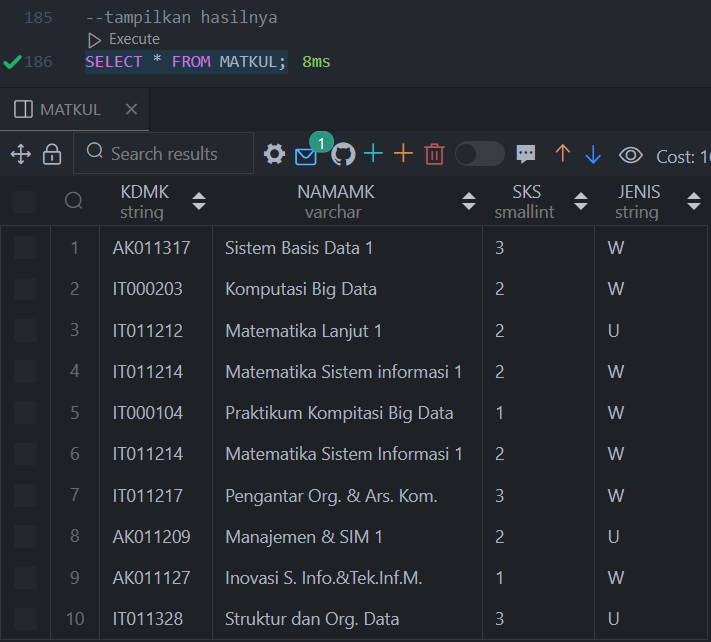 185 --tampilkan hasilnya
Execute
186 SELECT * FROM MATKUL; 8ms
MATKUL
Search results 1 Cost:
KDMK NAMAMK SKS JENIS
string varchar smallint string
1 AK011317 Sistem Basis Data 1 3 W
2 IT000203 Komputasi Big Data 2 W
3 IT011212 Matematika Lanjut 1 2 U
4 IT011214 Matematika Sistem informasi 1 2 W
5 IT000104 Praktikum Kompitasi Big Data 1 W
6 IT011214 Matematika Sistem Informasi 1 2 W
7 IT011217 Pengantar Org. & Ars. Kom. 3 W
8 AK011209 Manajemen & SIM 1 2 U
9 AK011127 Inovasi S. Info.&Tek.Inf.M. 1 W
10 IT011328 Struktur dan Org. Data 3 U